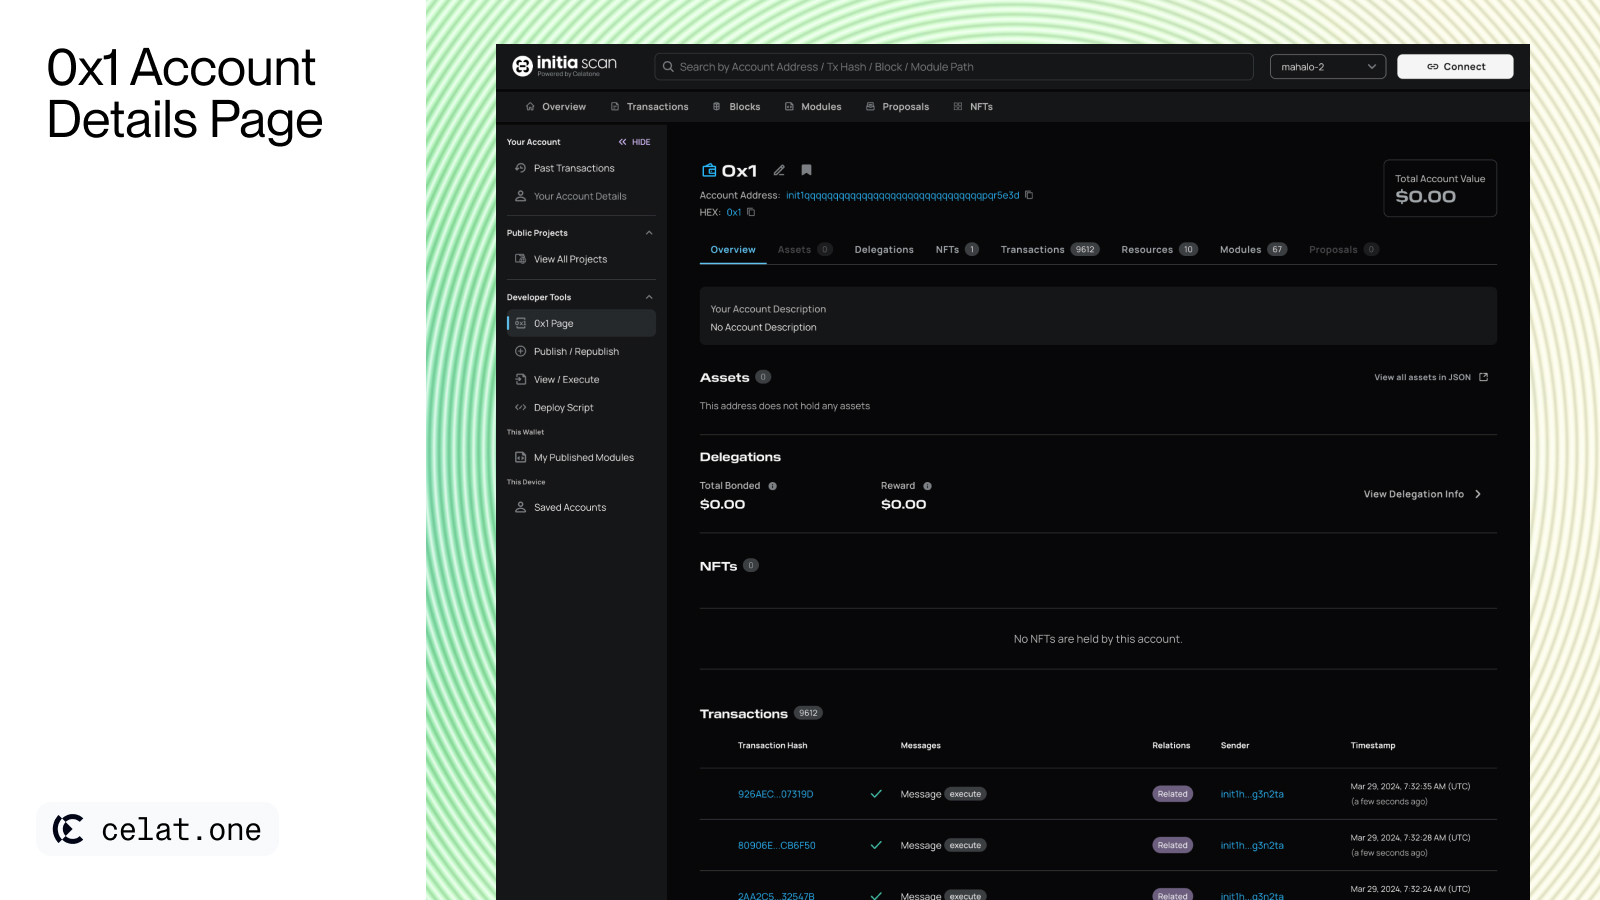 0x1 Account
Details Page
celat.one
initia scan
Powered by Celatone
Search by Account Address / Tx Hash / Block / Module Path
mahalo-2
Connect
Overview
Transactions
Blocks
Modules
Proposals
NFTs
Your Account
HIDE
Past Transactions
Your Account Details
Public Projects
View All Projects
Developer Tools
0x1 Page
Publish / Republish
View / Execute
Deploy Script
This Wallet
My Published Modules
This Device
Saved Accounts
0x1
Account Address:
HEX: 0x1
Total Account Value
$0.00
Overview
Assets 0
Delegations
NFTs 1
Transactions 9612
Resources 10
Modules 67
Proposals 0
Your Account Description
No Account Description
Assets 0
View all assets in JSON
This address does not hold any assets
Delegations
Total Bonded
$0.00
Reward
$0.00
View Delegation Info
NFTs 0
No NFTs are held by this account.
Transactions 9612
Transaction Hash Messages Relations Sender Timestamp
926AEC...07319D Message execute Related init1h...g3n2ta Mar 29, 2024, 7:32:35 AM (UTC)
(a few seconds ago)
80906E...CB6F50 Message execute Related init1h...g3n2ta Mar 29, 2024, 7:32:28 AM (UTC)
(a few seconds ago)
2AA2C5...32547B Message execute Related init1h...g3n2ta Mar 29, 2024, 7:32:24 AM (UTC)